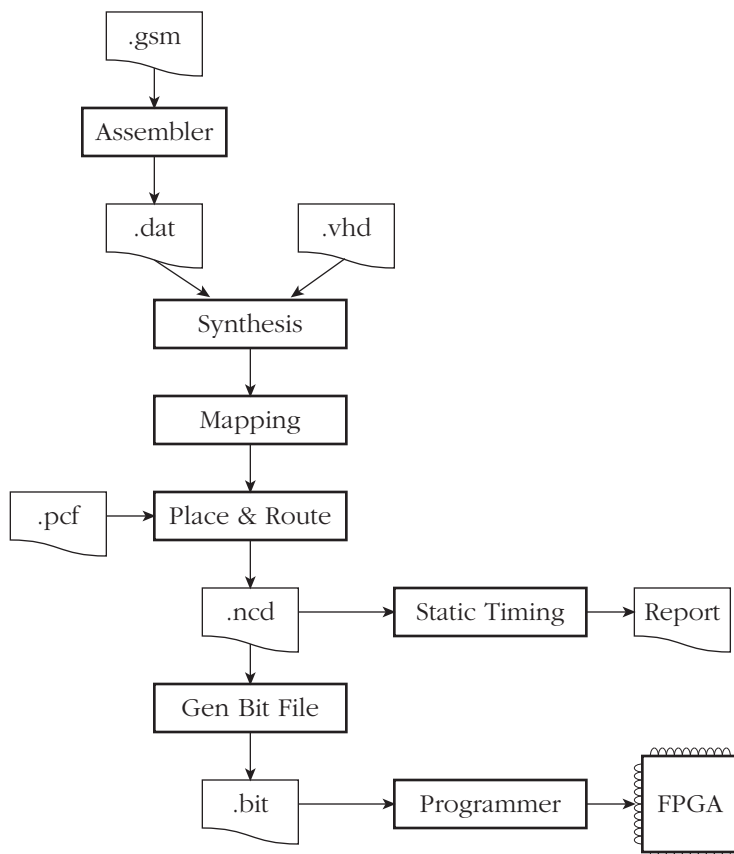 .gsm
Assembler
.dat
.vhd
Synthesis
Mapping
.pcf
Place & Route
.ncd
Static Timing
Report
Gen Bit File
.bit
Programmer
FPGA